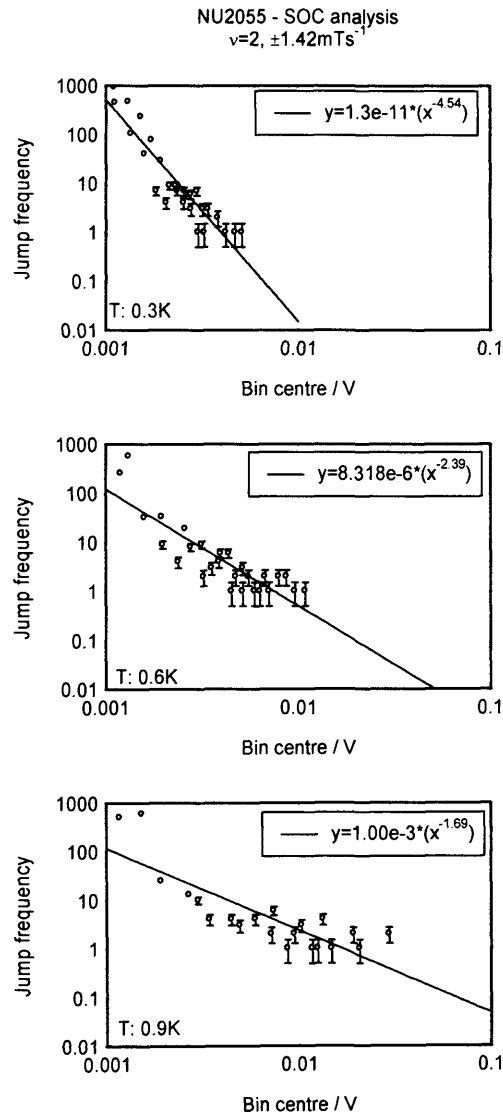 NU2055 - SOC analysis
ν=2, ±1.42mTs⁻¹
1000
100
10
1
0.1
0.01
Jump frequency
y=1.3e-11*(x^-4.54)
T: 0.3K
0.001
0.01
0.1
Bin centre / V
1000
100
10
1
0.1
0.01
Jump frequency
y=8.318e-6*(x^-2.39)
T: 0.6K
0.001
0.01
0.1
Bin centre / V
1000
100
10
1
0.1
0.01
Jump frequency
y=1.00e-3*(x^-1.69)
T: 0.9K
0.001
0.01
0.1
Bin centre / V